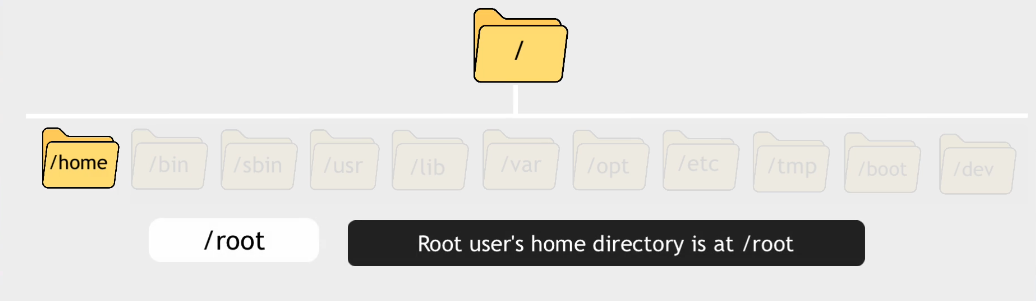 /
/home
/bin
/sbin
/usr
/lib
/var
/opt
/etc
/tmp
/boot
/dev
/root
Root user's home directory is at /root